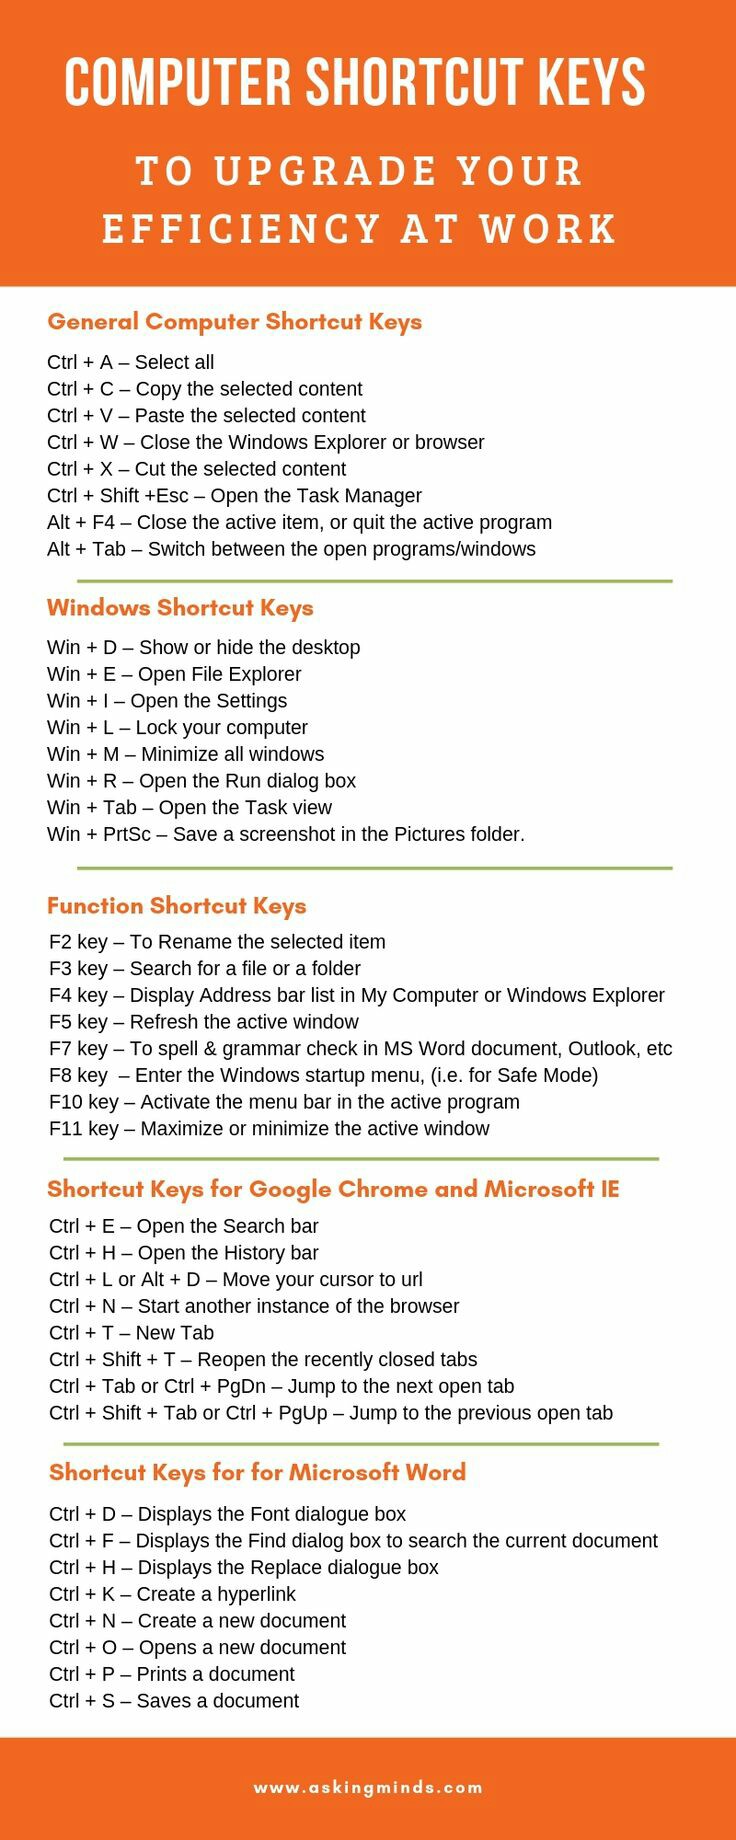 COMPUTER SHORTCUT KEYS
TO UPGRADE YOUR
EFFICIENCY AT WORK
General Computer Shortcut Keys
Ctrl + A – Select all
Ctrl + C – Copy the selected content
Ctrl + V – Paste the selected content
Ctrl + W – Close the Windows Explorer or browser
Ctrl + X – Cut the selected content
Ctrl + Shift +Esc – Open the Task Manager
Alt + F4 – Close the active item, or quit the active program
Alt + Tab – Switch between the open programs/windows
Windows Shortcut Keys
Win + D – Show or hide the desktop
Win + E – Open File Explorer
Win + I – Open the Settings
Win + L – Lock your computer
Win + M – Minimize all windows
Win + R – Open the Run dialog box
Win + Tab – Open the Task view
Win + PrtSc – Save a screenshot in the Pictures folder.
Function Shortcut Keys
F2 key – To Rename the selected item
F3 key – Search for a file or a folder
F4 key – Display Address bar list in My Computer or Windows Explorer
F5 key – Refresh the active window
F7 key – To spell & grammar check in MS Word document, Outlook, etc
F8 key  – Enter the Windows startup menu, (i.e. for Safe Mode)
F10 key – Activate the menu bar in the active program
F11 key – Maximize or minimize the active window
Shortcut Keys for Google Chrome and Microsoft IE
Ctrl + E – Open the Search bar
Ctrl + H – Open the History bar
Ctrl + L or Alt + D – Move your cursor to url
Ctrl + N – Start another instance of the browser
Ctrl + T – New Tab
Ctrl + Shift + T – Reopen the recently closed tabs
Ctrl + Tab or Ctrl + PgDn – Jump to the next open tab
Ctrl + Shift + Tab or Ctrl + PgUp – Jump to the previous open tab
Shortcut Keys for for Microsoft Word
Ctrl + D – Displays the Font dialogue box
Ctrl + F – Displays the Find dialog box to search the current document
Ctrl + H – Displays the Replace dialogue box
Ctrl + K – Create a hyperlink
Ctrl + N – Create a new document
Ctrl + O – Opens a new document
Ctrl + P – Prints a document
Ctrl + S – Saves a document
www.askingminds.com